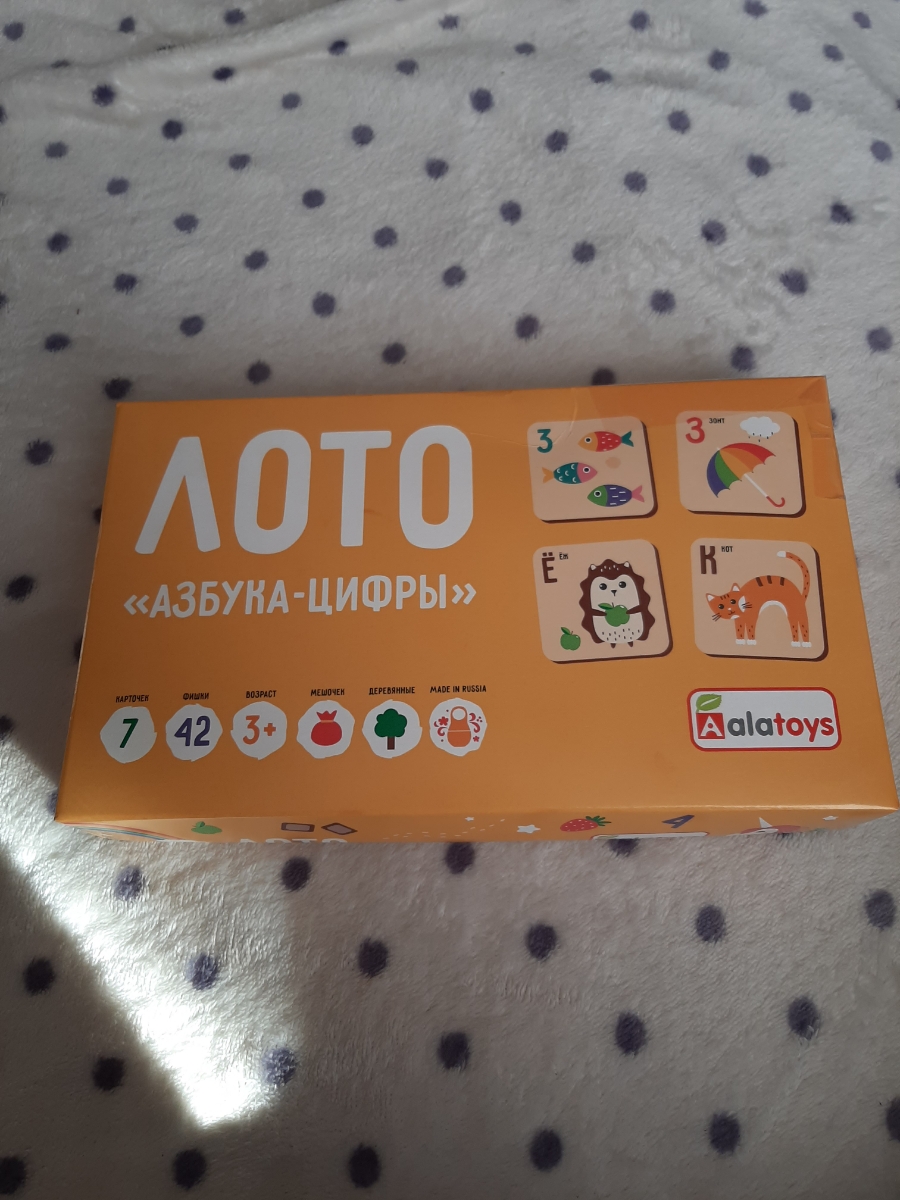 ЛОТО
«АЗБУКА-ЦИФРЫ»
3
З ЗОНТ
Ё ЁЖ
К КОТ
КАРТОЧЕК
7
ФИШКИ
42
ВОЗРАСТ
3+
МЕШОЧЕК
ДЕРЕВЯННЫЕ
MADE IN RUSSIA
A alatoys
ЛОТО
А